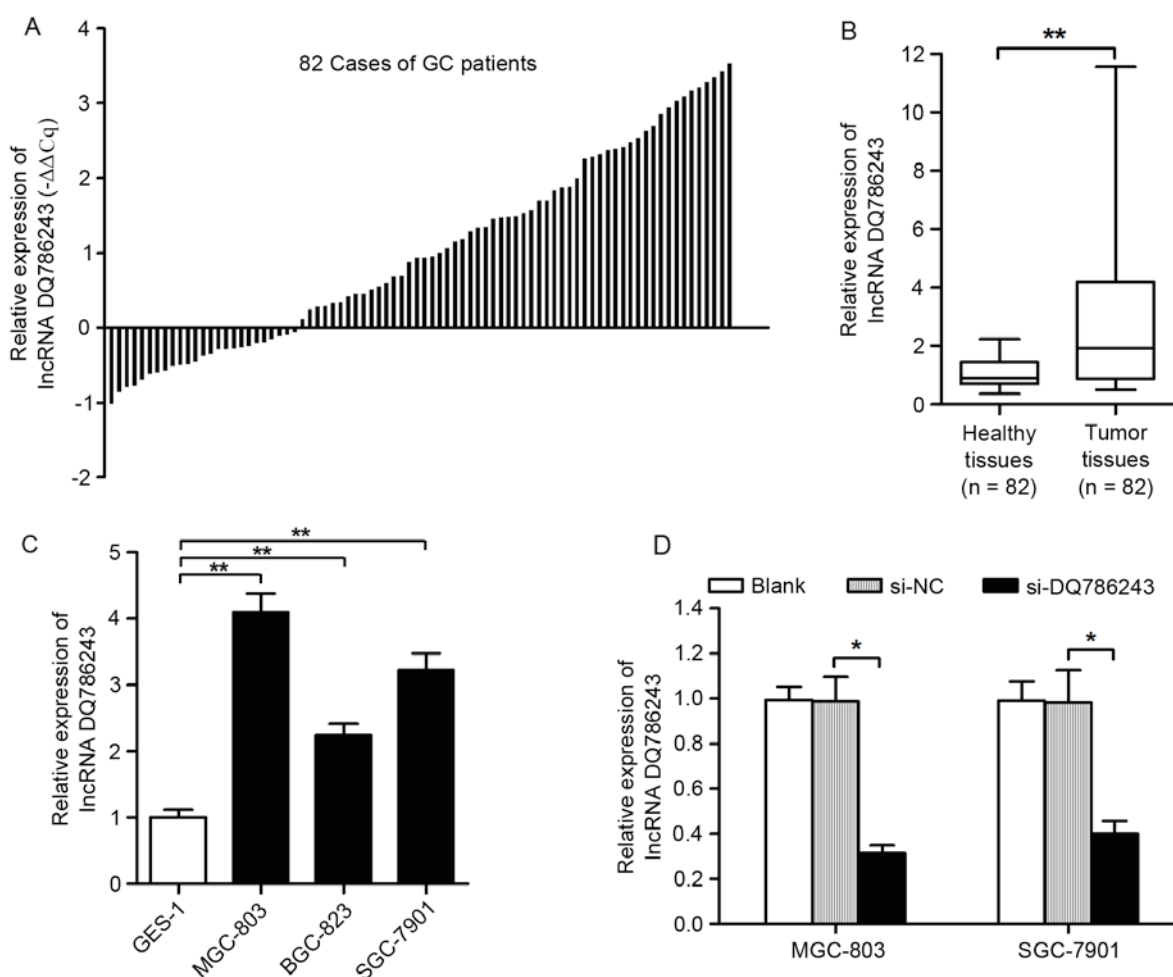 A
Relative expression of
lncRNA DQ786243 (-ΔΔCq)
4
3
2
1
0
-1
-2
82 Cases of GC patients
B
Relative expression of
lncRNA DQ786243
12
10
8
6
4
2
0
**
Healthy
tissues
(n = 82)
Tumor
tissues
(n = 82)
C
Relative expression of
lncRNA DQ786243
5
4
3
2
1
0
**
**
**
GES-1
MGC-803
BGC-823
SGC-7901
D
Blank
si-NC
si-DQ786243
Relative expression of
lncRNA DQ786243
1.4
1.2
1.0
0.8
0.6
0.4
0.2
0.0
*
*
MGC-803
SGC-7901